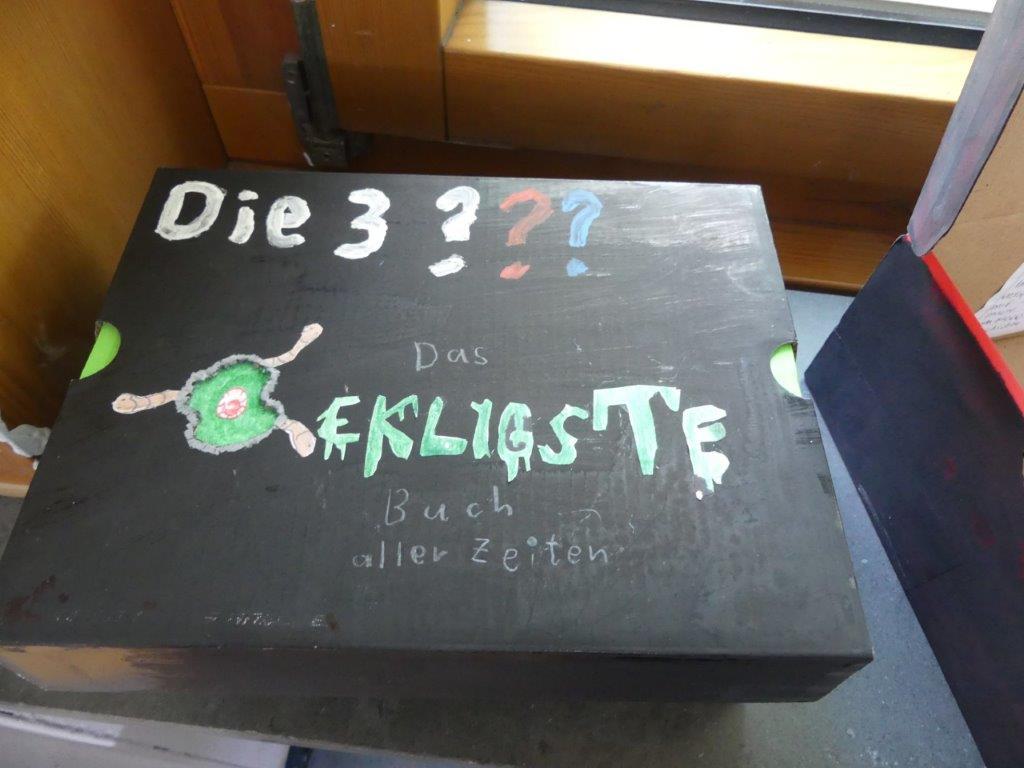 Die 3 ???
Das
EKLIGSTE
Buch
aller Zeiten